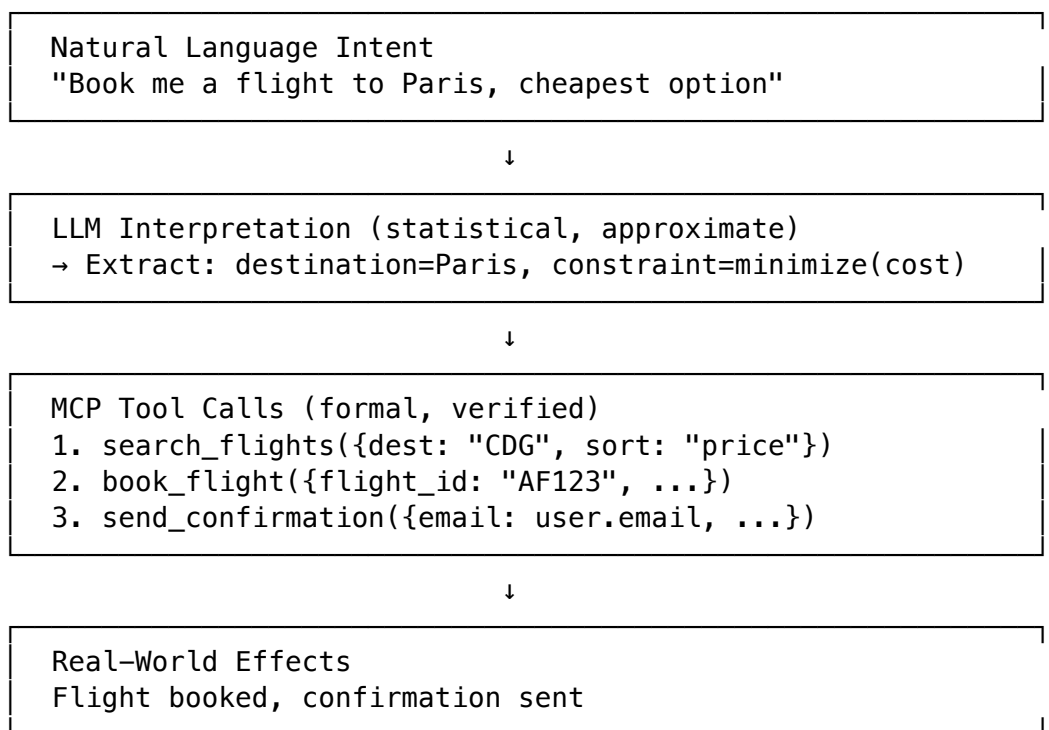 Natural Language Intent
"Book me a flight to Paris, cheapest option"
↓
LLM Interpretation (statistical, approximate)
→ Extract: destination=Paris, constraint=minimize(cost)
↓
MCP Tool Calls (formal, verified)
1. search_flights({dest: "CDG", sort: "price"})
2. book_flight({flight_id: "AF123", ...})
3. send_confirmation({email: user.email, ...})
↓
Real-World Effects
Flight booked, confirmation sent